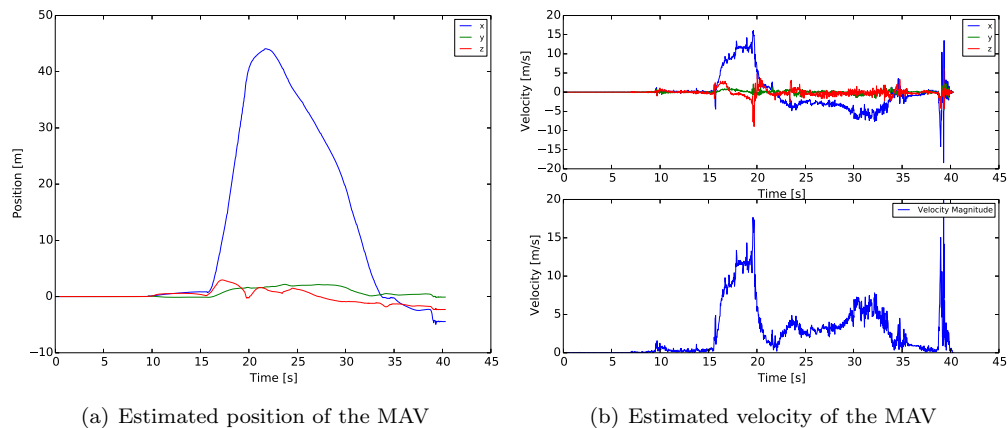 50
40
30
20
10
0
−10
Position [m]
0 5 10 15 20 25 30 35 40 45
Time [s]
x
y
z
(a) Estimated position of the MAV
20
15
10
5
0
−5
−10
−15
−20
Velocity [m/s]
0 5 10 15 20 25 30 35 40 45
Time [s]
x
y
z
20
15
10
5
0
Velocity [m/s]
0 5 10 15 20 25 30 35 40 45
Time [s]
Velocity Magnitude
(b) Estimated velocity of the MAV